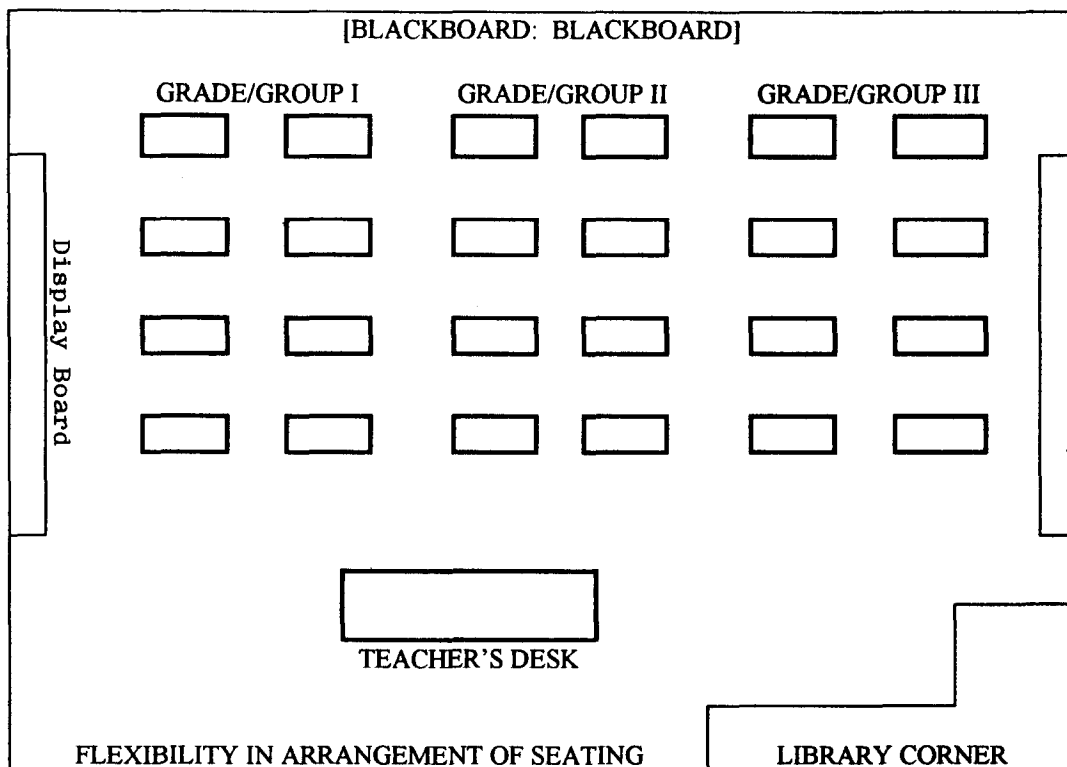 [BLACKBOARD: BLACKBOARD]
GRADE/GROUP I GRADE/GROUP II GRADE/GROUP III
Display Board
TEACHER'S DESK
FLEXIBILITY IN ARRANGEMENT OF SEATING
LIBRARY CORNER